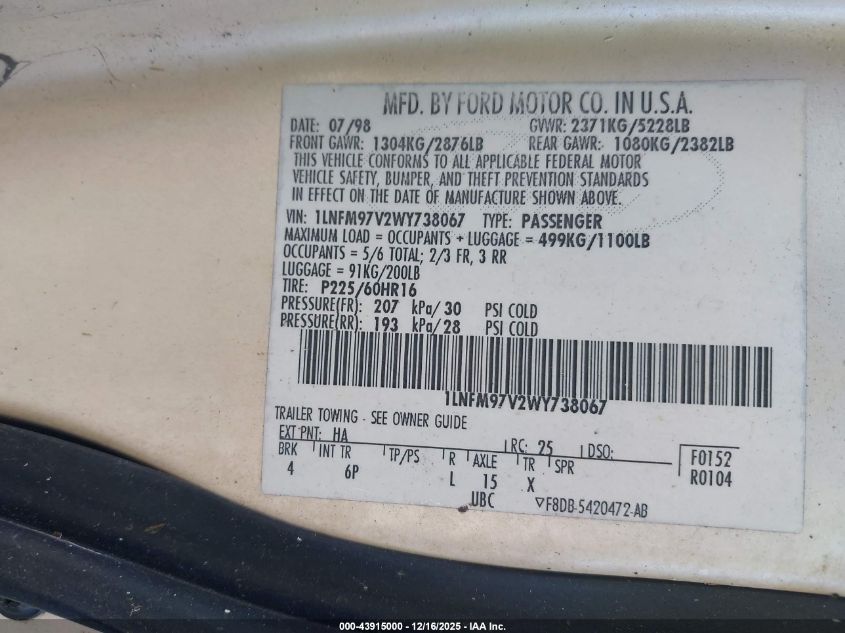 MFD. BY FORD MOTOR CO. IN U.S.A.
DATE: 07/98 GVWR: 2371KG/5228LB
FRONT GAWR: 1304KG/2876LB REAR GAWR: 1080KG/2382LB
THIS VEHICLE CONFORMS TO ALL APPLICABLE FEDERAL MOTOR
VEHICLE SAFETY, BUMPER, AND THEFT PREVENTION STANDARDS
IN EFFECT ON THE DATE OF MANUFACTURE SHOWN ABOVE.
VIN: 1LNFM97V2WY738067 TYPE: PASSENGER
MAXIMUM LOAD = OCCUPANTS + LUGGAGE = 499KG/1100LB
OCCUPANTS = 5/6 TOTAL; 2/3 FR, 3 RR
LUGGAGE = 91KG/200LB
TIRE: P225/60HR16
PRESSURE(FR) 207 kPa/30 PSI COLD
PRESSURE(RR) 193 kPa/28 PSI COLD
1LNFM97V2WY738067
TRAILER TOWING - SEE OWNER GUIDE
EXT PNT: HA RC: 25 DSO: F0152
BRK INT TR TP/PS R AXLE TR SPR R0104
4 6P L 15 X
UBC F8DB-5420472-AB
000-43915000 - 12/16/2025 - IAA Inc.